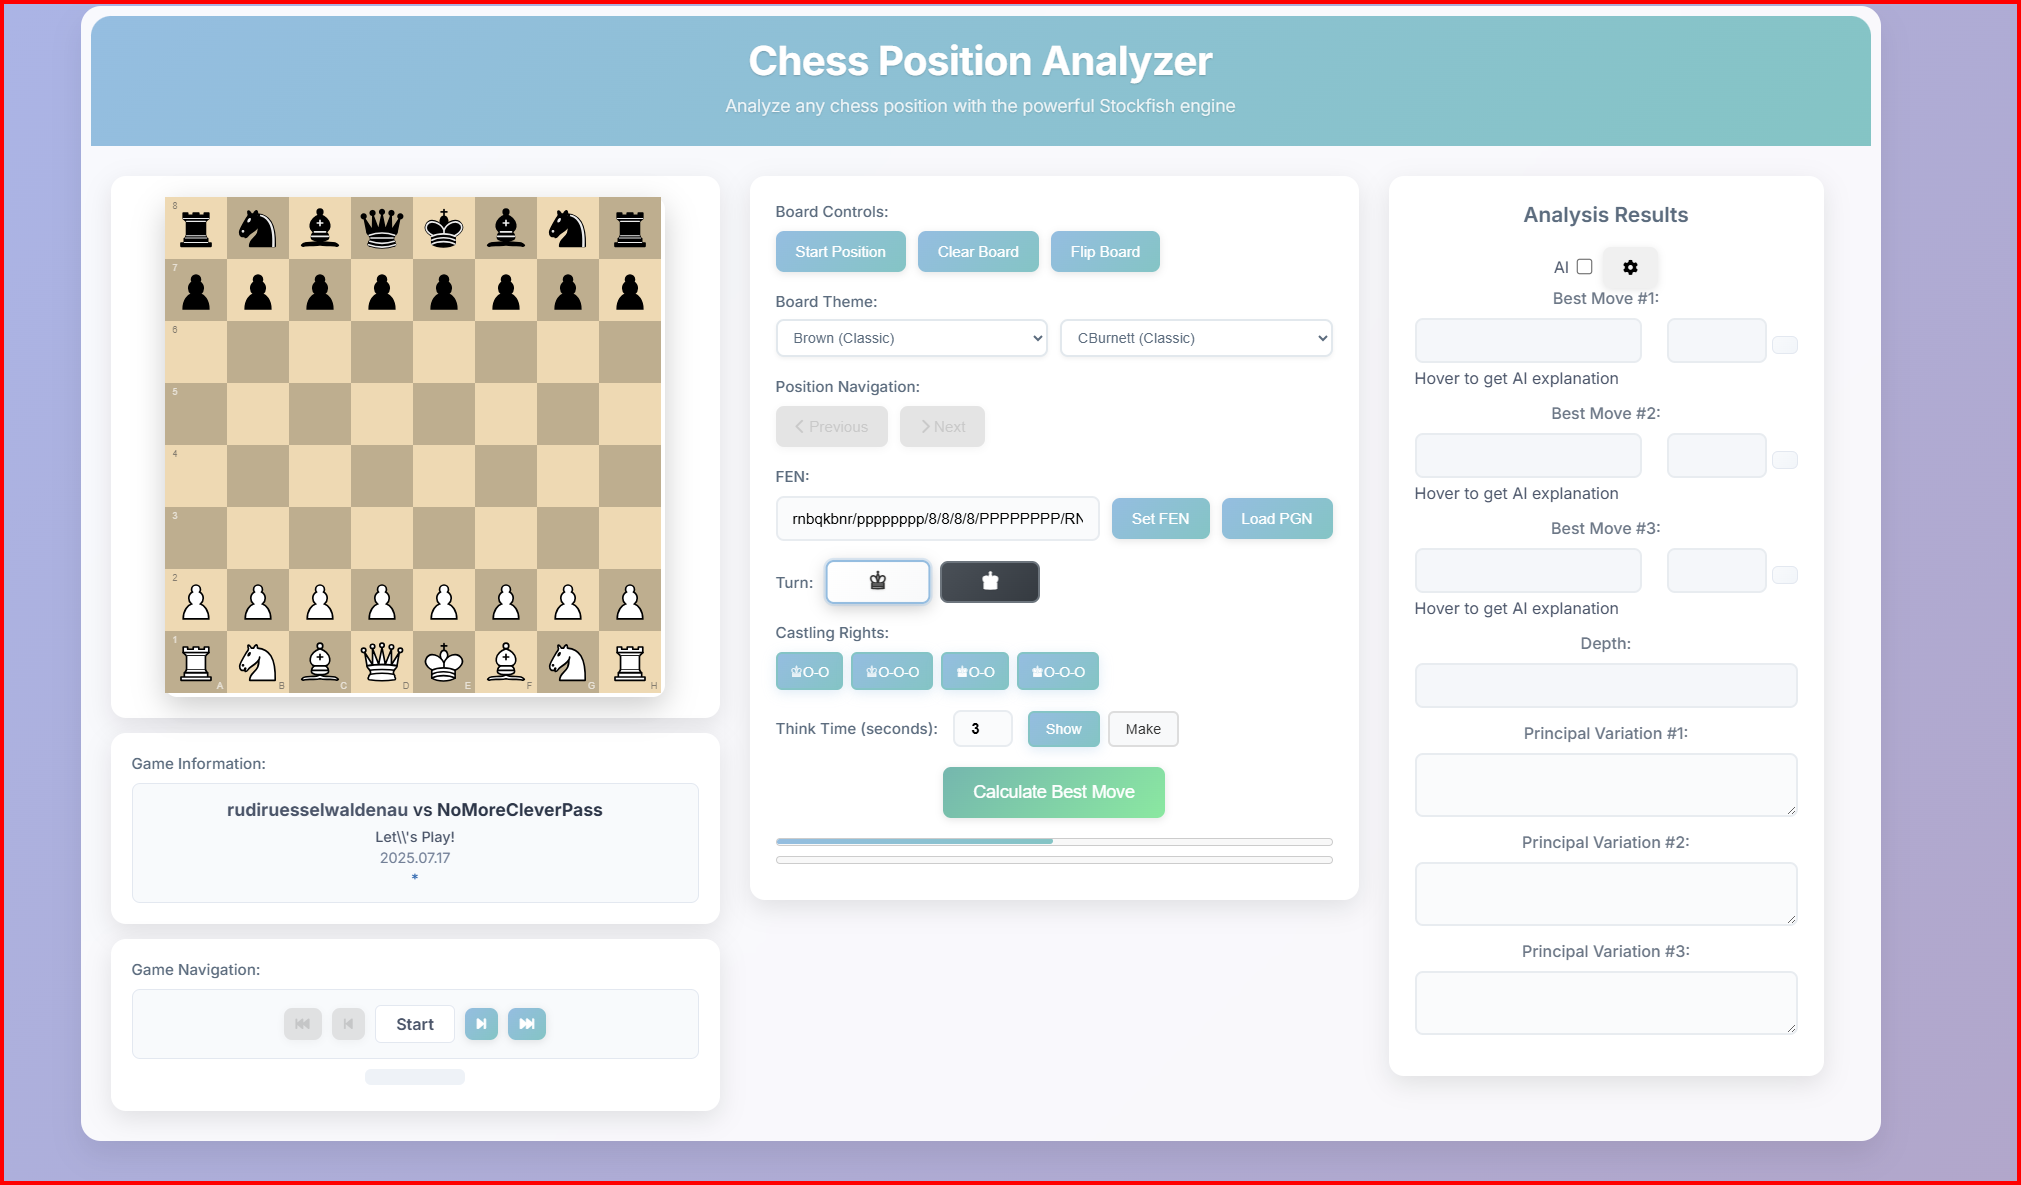 Chess Position Analyzer
Analyze any chess position with the powerful Stockfish engine
8
7
6
5
4
3
2
1
A B C D E F G H
Game Information:
rudiruesselwaldenau vs NoMoreCleverPass
Let\\'s Play!
2025.07.17
*
Game Navigation:
Start
Board Controls:
Start Position Clear Board Flip Board
Board Theme:
Brown (Classic) CBurnett (Classic)
Position Navigation:
Previous Next
FEN:
rnbqkbnr/pppppppp/8/8/8/8/PPPPPPPP/RN Set FEN Load PGN
Turn: ♔ ♚
Castling Rights:
♔O-O ♔O-O-O ♚O-O ♚O-O-O
Think Time (seconds): 3 Show Make
Calculate Best Move
Analysis Results
AI
Best Move #1:
Hover to get AI explanation
Best Move #2:
Hover to get AI explanation
Best Move #3:
Hover to get AI explanation
Depth:
Principal Variation #1:
Principal Variation #2:
Principal Variation #3: